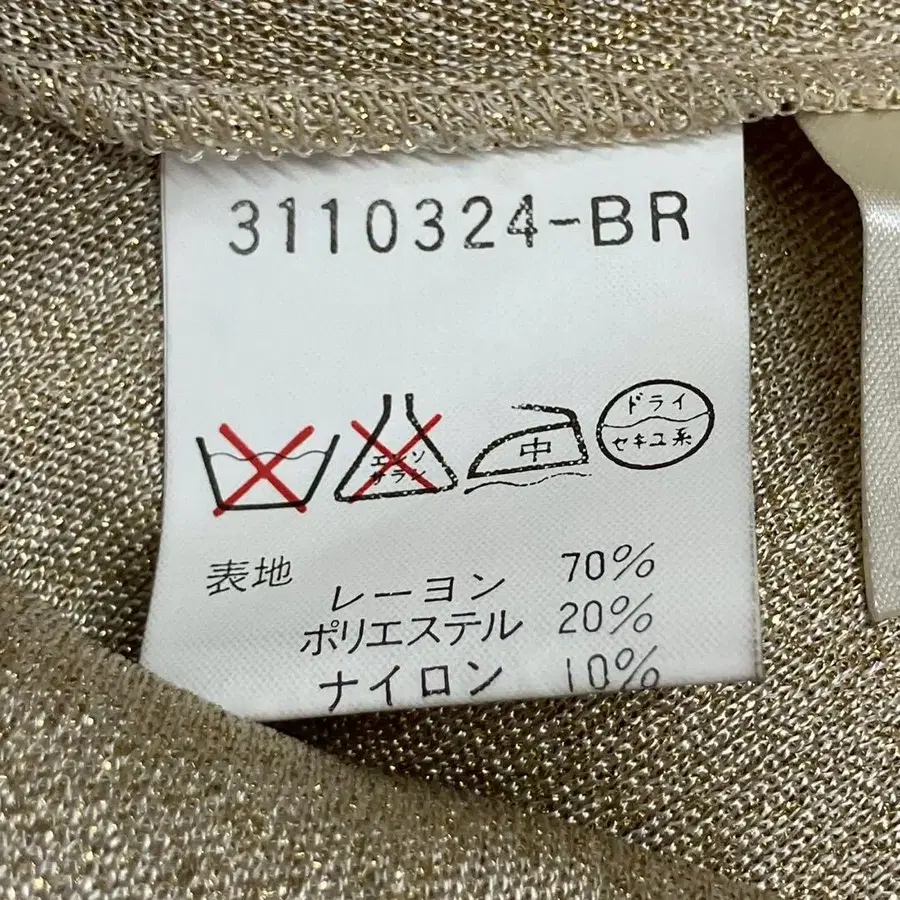 3110324-BR
エンソ
サラシ
中
ドライ
セキユ系
表地
レーヨン 70%
ポリエステル 20%
ナイロン 10%